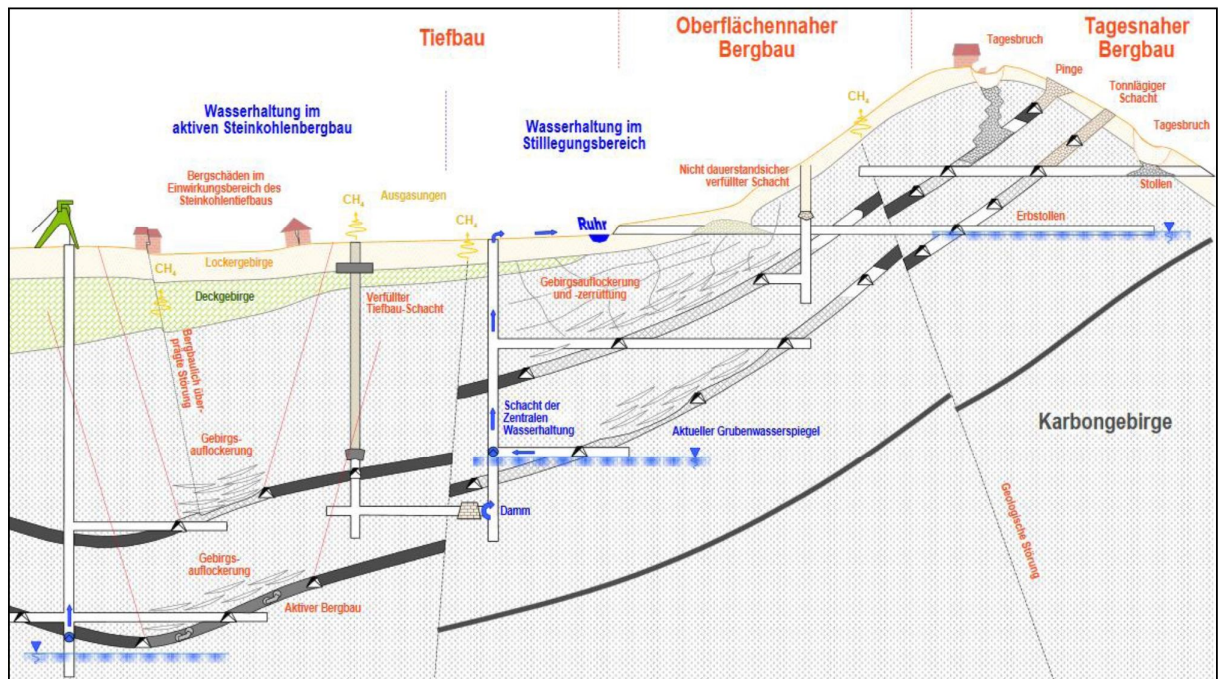 Tiefbau
Oberflächennaher
Bergbau
Tagesnaher
Bergbau
Tagesbruch
Pinge
Tonnlägiger
Schacht
CH₄
Tagesbruch
Wasserhaltung im
aktiven Steinkohlenbergbau
Wasserhaltung im
Stilllegungsbereich
Bergschäden im
Einwirkungsbereich des
Steinkohlentiefbaus
CH₄
Ausgasungen
CH₄
Nicht dauerstandsicher
verfüllter Schacht
Stollen
Ruhr
Erbstollen
Lockergebirge
CH₄
Deckgebirge
Verfüllter
Tiefbau-Schacht
Gebirgsauflockerung
und -zerrüttung
Bergbaulich über-
prägte Störung
Schacht der
Zentralen
Wasserhaltung
Aktueller Grubenwasserspiegel
Karbongebirge
Gebirgs-
auflockerung
Damm
Geologische Störung
Gebirgs-
auflockerung
Aktiver Bergbau